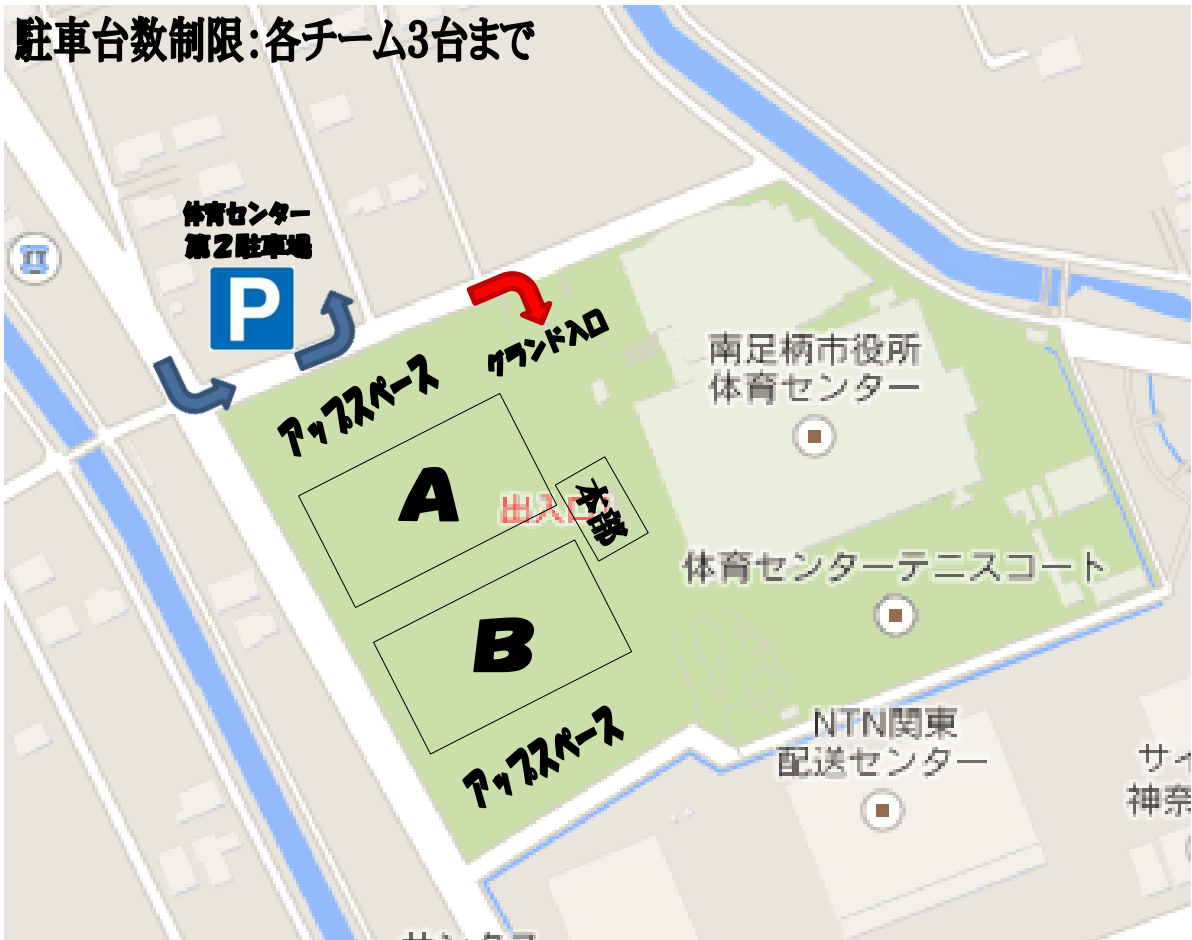 駐車台数制限:各チーム3台まで
体育センター
第2駐車場
P
グランド入口
アップスペース
南足柄市役所
体育センター
A
出入口
本部
体育センターテニスコート
B
アップスペース
NTN関東
配送センター
サイ
神奈